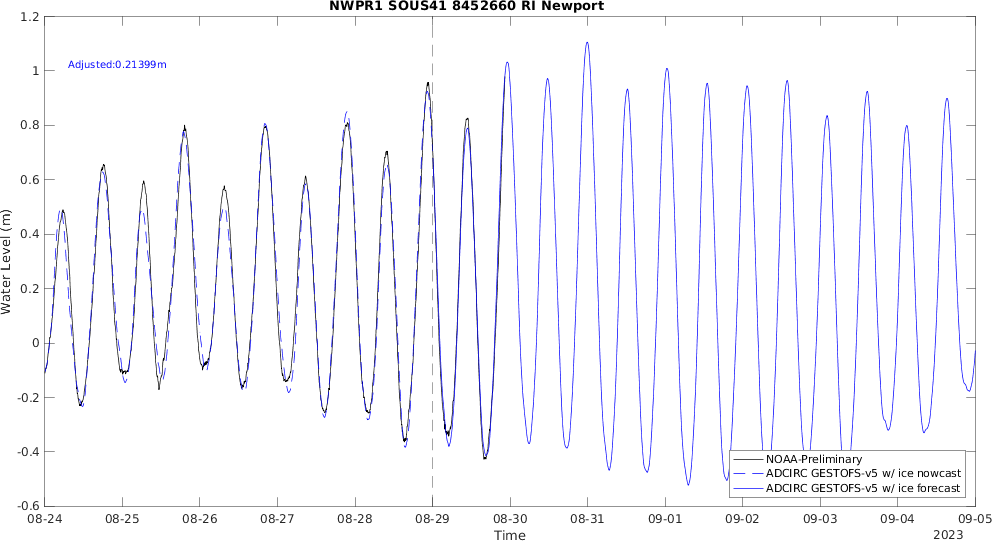 NWPR1 SOUS41 8452660 RI Newport
Adjusted:0.21399m
Water Level (m)
1.2
1
0.8
0.6
0.4
0.2
0
-0.2
-0.4
-0.6
NOAA-Preliminary
ADCIRC GESTOFS-v5 w/ ice nowcast
ADCIRC GESTOFS-v5 w/ ice forecast
08-24 08-25 08-26 08-27 08-28 08-29 08-30 08-31 09-01 09-02 09-03 09-04 09-05
Time
2023